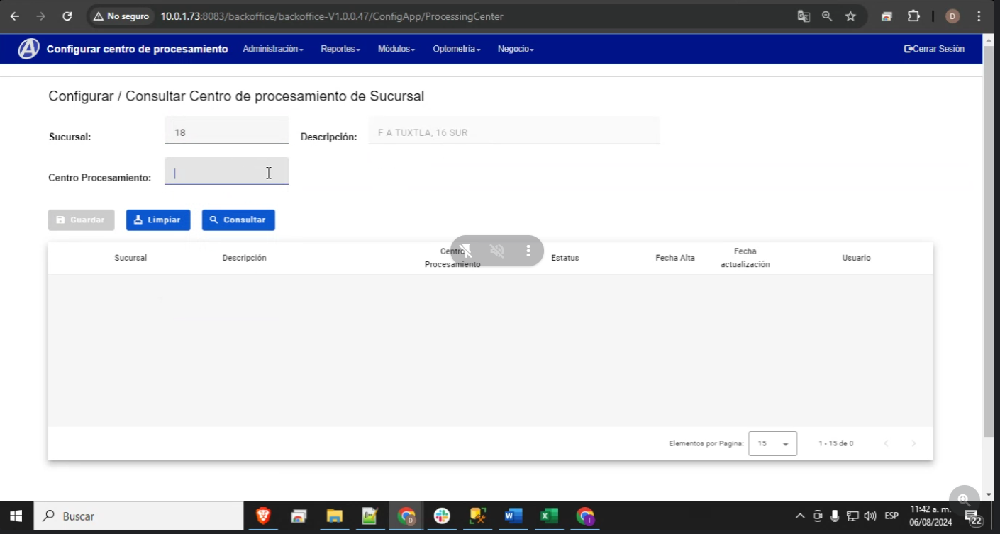 No seguro 10.0.1.73:8083/backoffice/backoffice-V1.0.0.47/ConfigApp/ProcessingCenter D
A Configurar centro de procesamiento Administración Reportes Módulos Optometría Negocio Cerrar Sesión
Configurar / Consultar Centro de procesamiento de Sucursal
Sucursal: 18 Descripción: F A TUXTLA, 16 SUR
Centro Procesamiento:
Guardar Limpiar Consultar
Sucursal Descripción Centro Procesamiento Estatus Fecha Alta Fecha actualización Usuario
Elementos por Pagina: 15 1 - 15 de 0
Buscar D W X I ESP 11:42 a. m.
06/08/2024 22